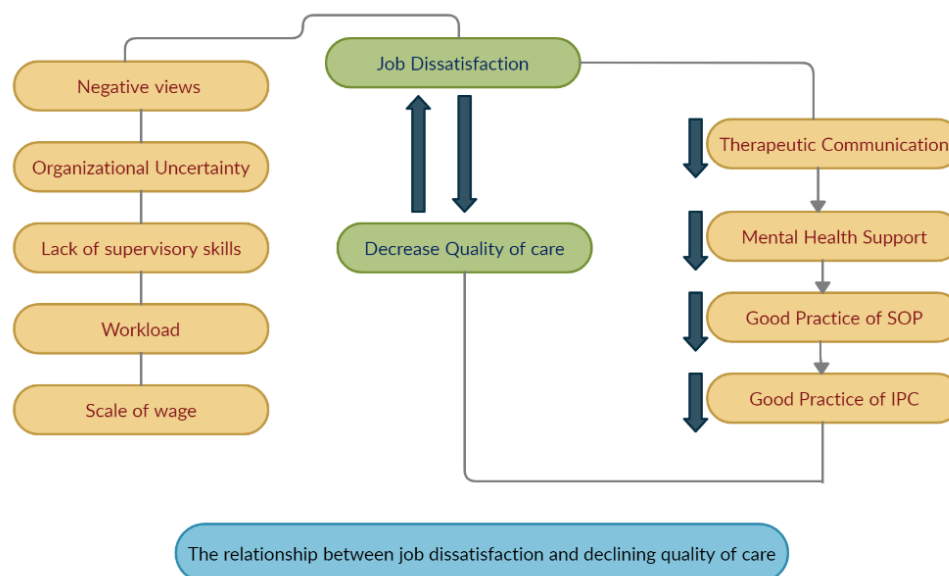 Job Dissatisfaction
Negative views
Organizational Uncertainty
Lack of supervisory skills
Workload
Scale of wage
Decrease Quality of care
Therapeutic Communication
Mental Health Support
Good Practice of SOP
Good Practice of IPC
The relationship between job dissatisfaction and declining quality of care